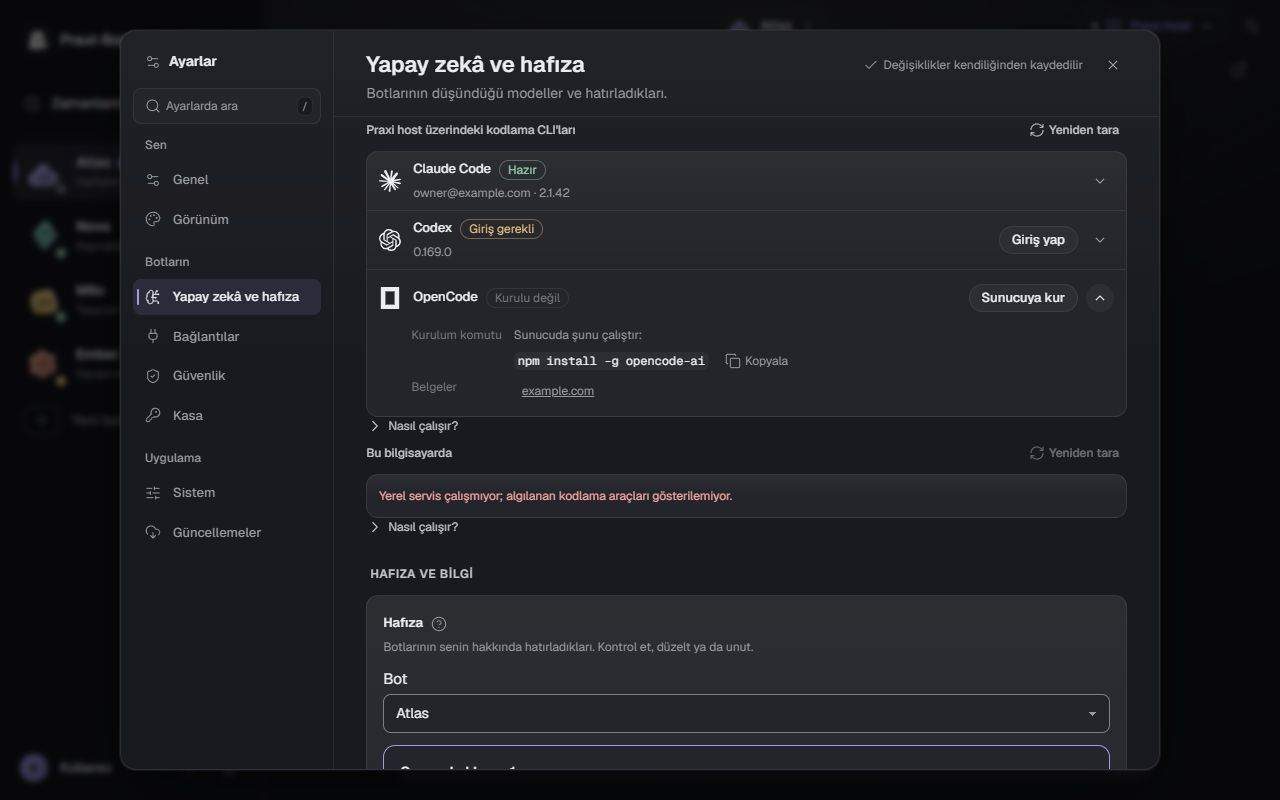 Ayarlar
Ayarlarda ara
/
Sen
Genel
Görünüm
Botların
Yapay zekâ ve hafıza
Bağlantılar
Güvenlik
Kasa
Uygulama
Sistem
Güncellemeler
Yapay zekâ ve hafıza
Değişiklikler kendiliğinden kaydedilir
Botlarının düşündüğü modeller ve hatırladıkları.
Praxi host üzerindeki kodlama CLI'ları
Yeniden tara
Claude Code
Hazır
owner@example.com · 2.1.42
Codex
Giriş gerekli
0.169.0
Giriş yap
OpenCode
Kurulu değil
Sunucuya kur
Kurulum komutu
Sunucuda şunu çalıştır:
npm install -g opencode-ai
Kopyala
Belgeler
example.com
Nasıl çalışır?
Bu bilgisayarda
Yeniden tara
Yerel servis çalışmıyor; algılanan kodlama araçları gösterilemiyor.
Nasıl çalışır?
HAFIZA VE BİLGİ
Hafıza
Botlarının senin hakkında hatırladıkları. Kontrol et, düzelt ya da unut.
Bot
Atlas